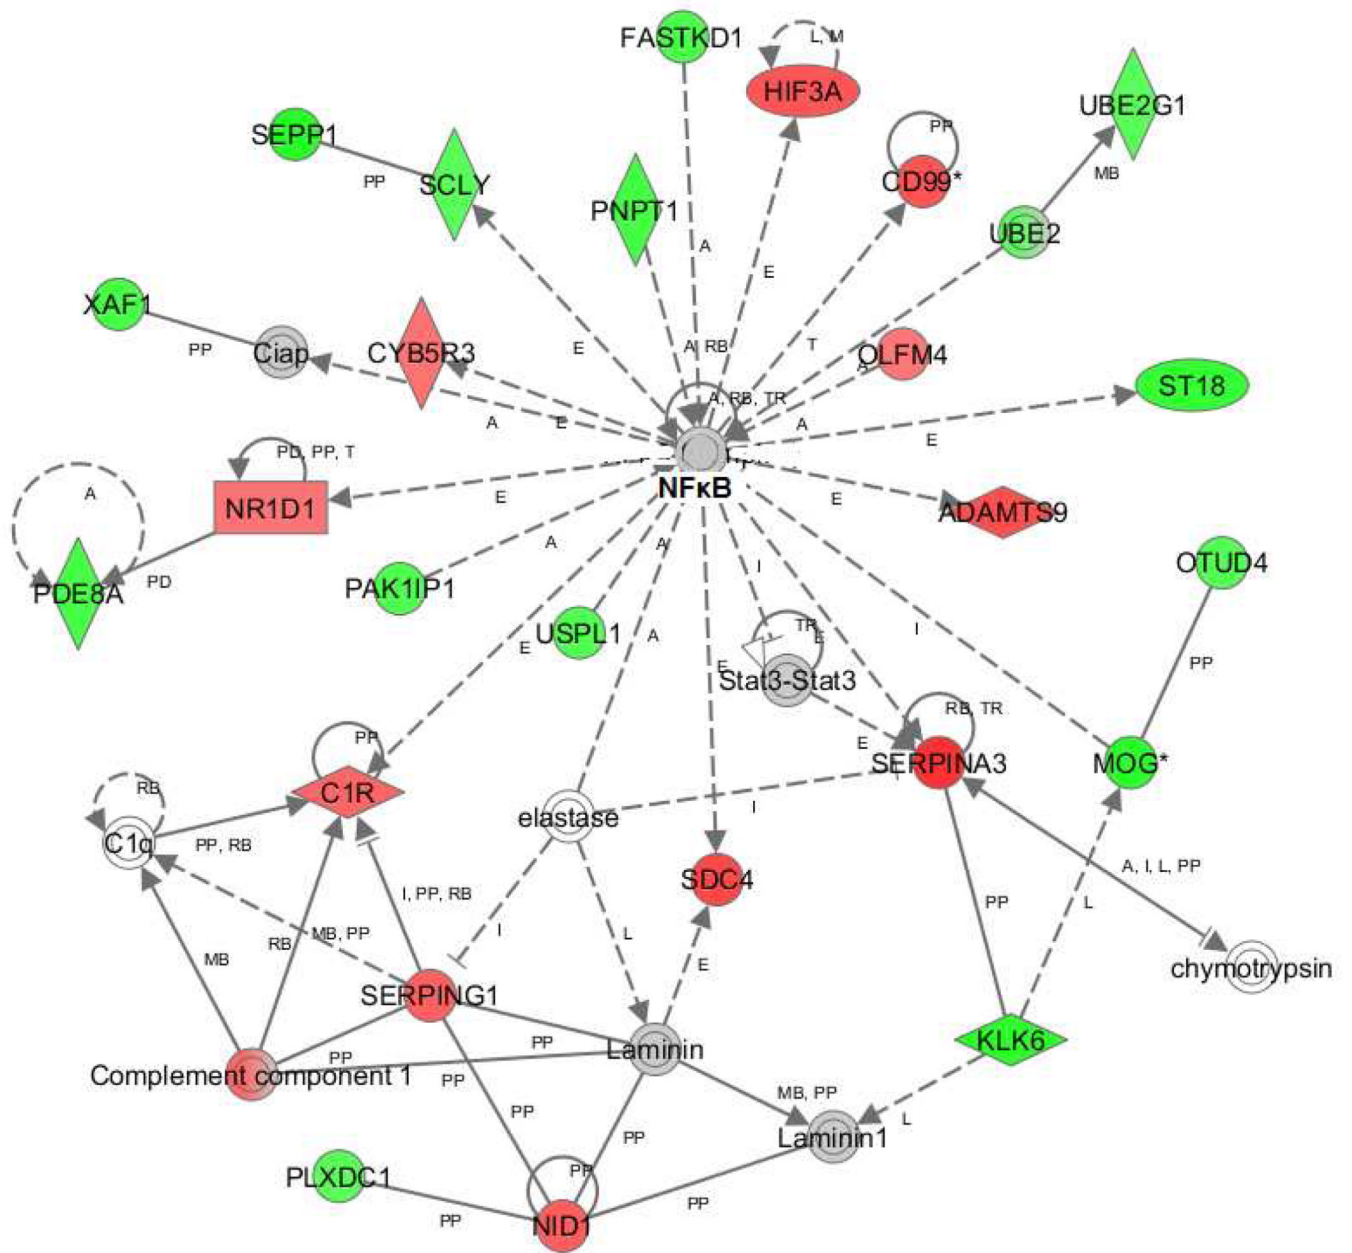 FASTKD1
L, M
HIF3A
UBE2G1
SEPP1
PP
SCLY
PP
CD99*
MB
PNPT1
UBE2
A
E
XAF1
PP
Ciap
CYB5R3
E
A RB
T
OLFM4
A
ST18
A, RB, TR
A
E
A
E
PD, PP, T
NFκB
A
NR1D1
E
E
ADAMTS9
PD
PDE8A
PAK1IP1
A
A
I
OTUD4
USPL1
E
A
TR
E
I
PP
E
Stat3-Stat3
RB, TR
PP
E
SERPINA3
MOG*
RB
C1R
C1q
PP, RB
elastase
I
SDC4
A, I, L, PP
I, PP, RB
PP
L
MB
RB
MB, PP
I
L
E
chymotrypsin
SERPING1
KLK6
PP
PP
Laminin
Complement component 1
PP
MB, PP
PP
PP
L
Laminin1
PLXDC1
PP
PP
PP
NID1